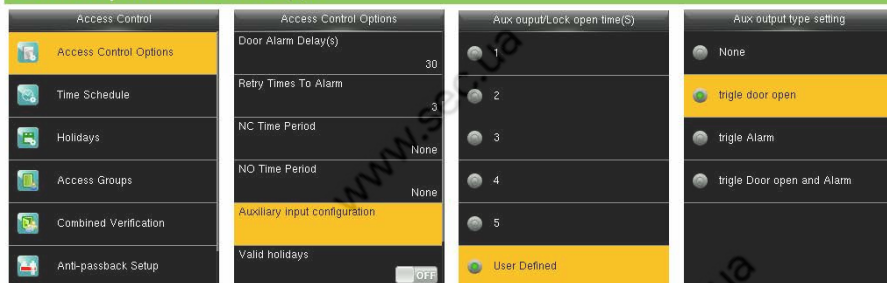 Access Control
Access Control Options
Time Schedule
Holidays
Access Groups
Combined Verification
Anti-passback Setup
Access Control Options
Door Alarm Delay(s)
30
Retry Times To Alarm
3
NC Time Period
None
NO Time Period
None
Auxiliary input configuration
Valid holidays
OFF
Aux ouput/Lock open time(S)
1
2
3
4
5
User Defined
Aux output type setting
None
trigle door open
trigle Alarm
trigle Door open and Alarm
www.sec.ua